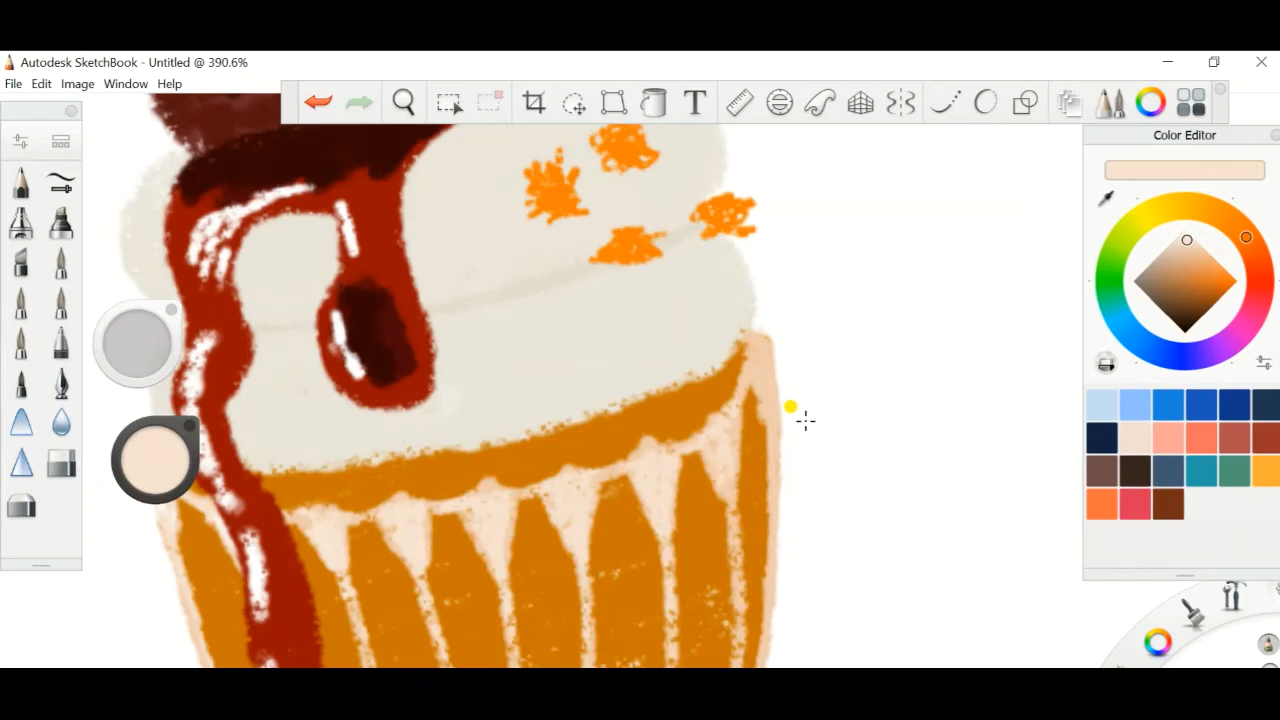 Autodesk SketchBook - Untitled @ 390.6%
File Edit Image Window Help
T
Color Editor